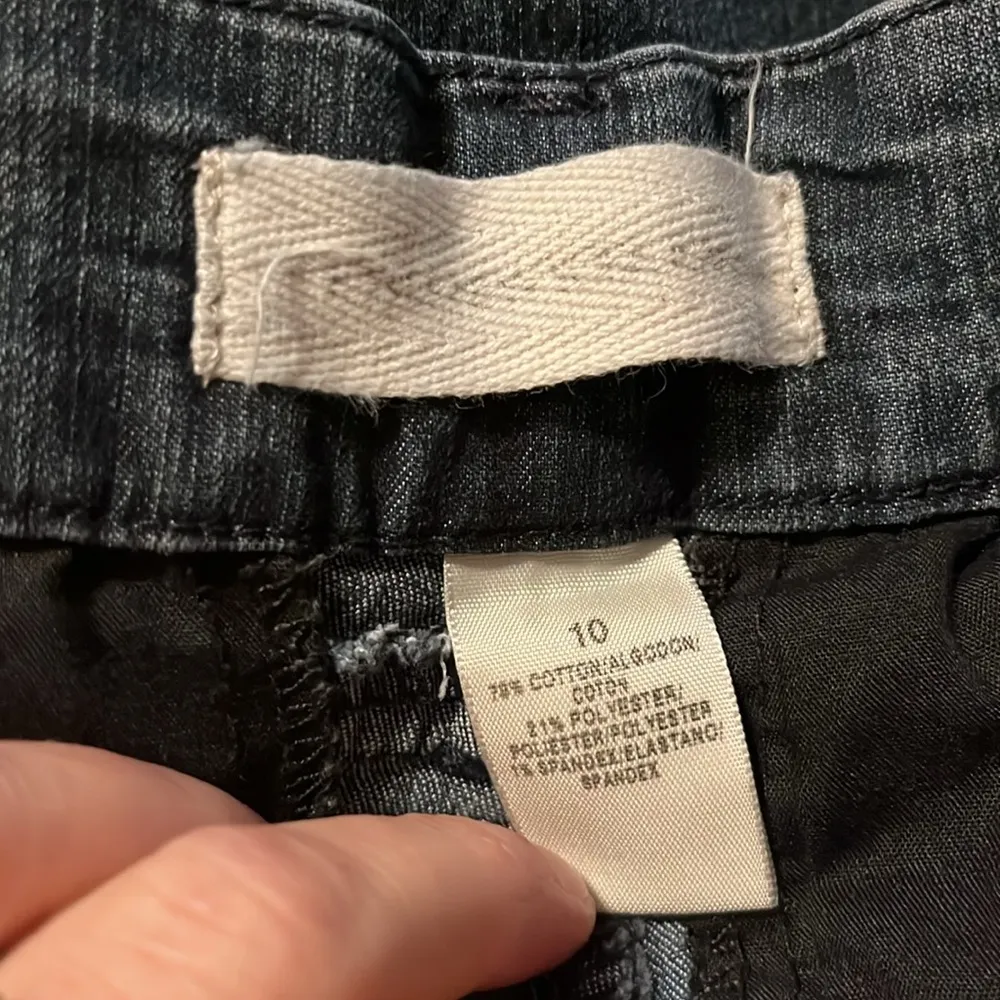 10
78% COTTON/ALGODON/
COTON
21% POLYESTER/
POLIESTER/POLYESTER
1% SPANDEX/ELASTANO/
SPANDEX